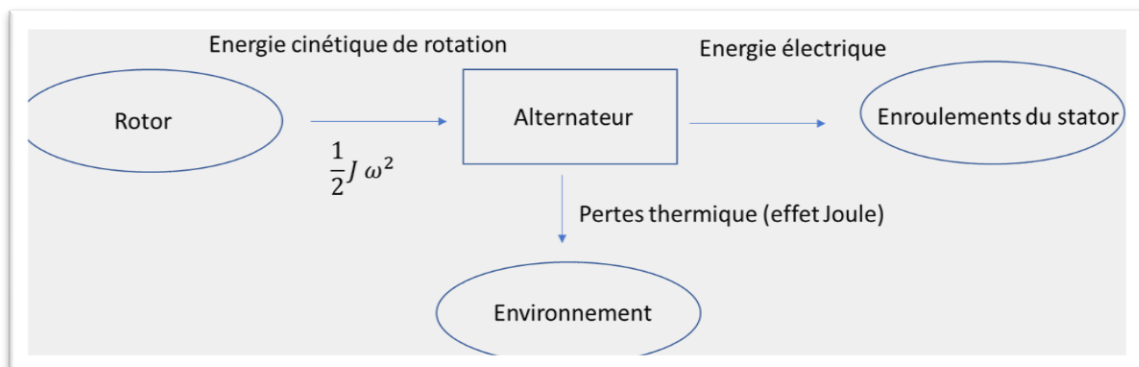 Energie cinétique de rotation
Energie électrique
Rotor
Alternateur
Enroulements du stator
1/2 J ω²
Pertes thermique (effet Joule)
Environnement